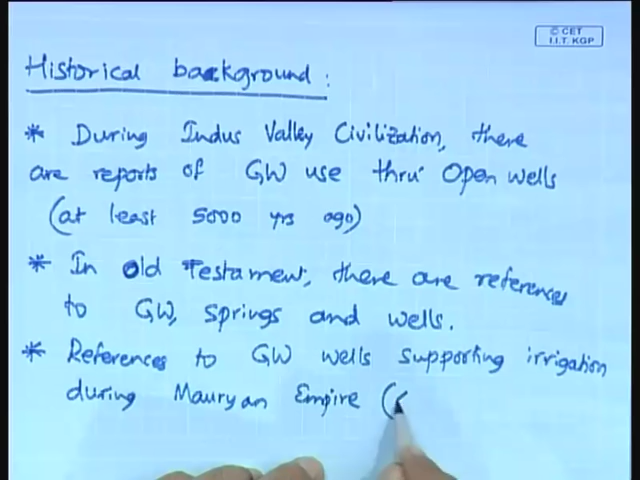 © CET
I.I.T. KGP
Historical background :
* During Indus Valley Civilization, there
are reports of GW use thru' Open wells
(at least 5000 yrs ago)
* In Old Testament, there are references
to GW, springs and wells.
* References to GW wells supporting irrigation
during Mauryan Empire (